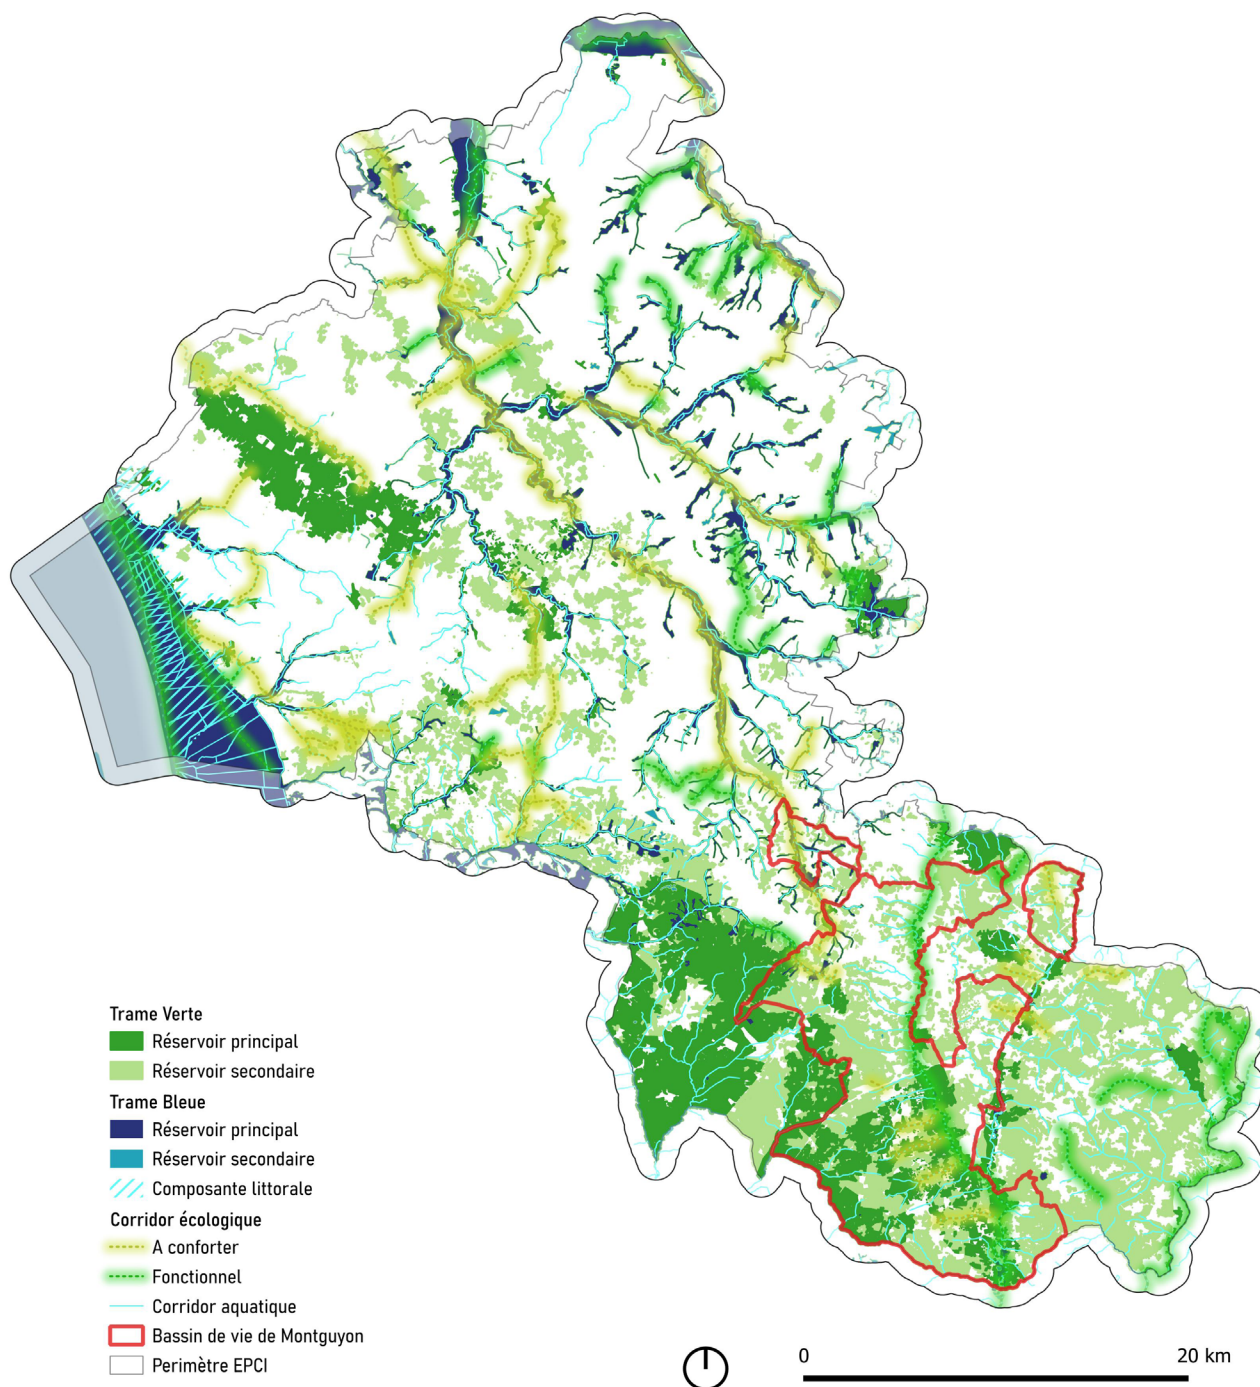 Trame Verte
Réservoir principal
Réservoir secondaire
Trame Bleue
Réservoir principal
Réservoir secondaire
Composante littorale
Corridor écologique
A conforter
Fonctionnel
Corridor aquatique
Bassin de vie de Montguyon
Perimètre EPCI
0 20 km